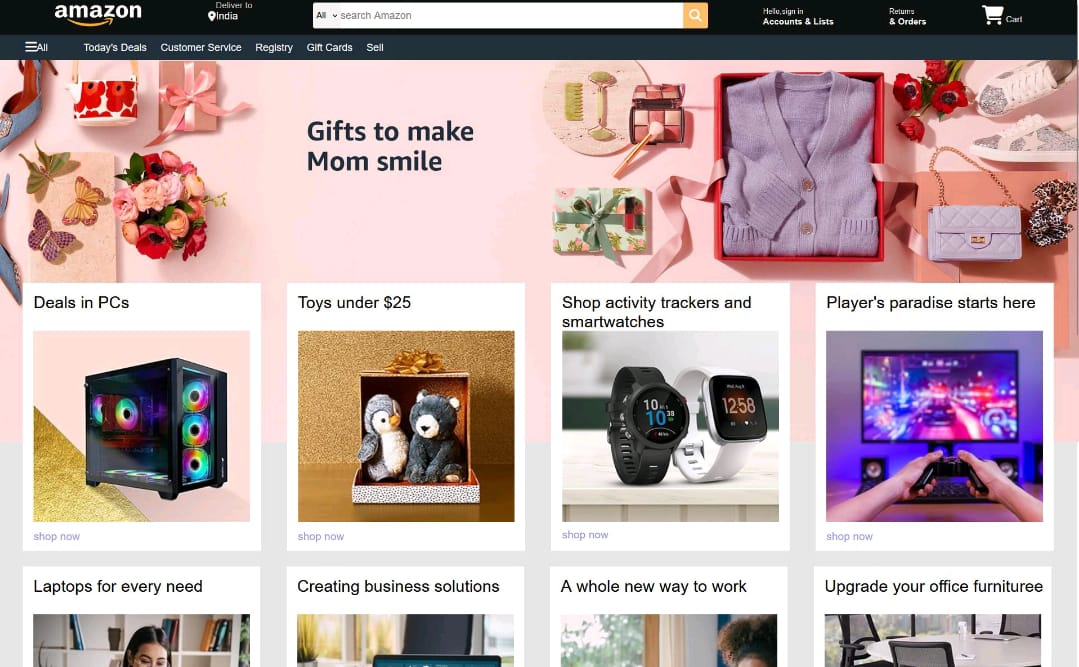 amazon
Deliver to
India
All
search Amazon
Hello,sign in
Accounts & Lists
Returns
& Orders
Cart
All
Today's Deals
Customer Service
Registry
Gift Cards
Sell
Gifts to make
Mom smile
Deals in PCs
Toys under $25
Shop activity trackers and
smartwatches
Player's paradise starts here
10
10 38
12:58
shop now
shop now
shop now
shop now
Laptops for every need
Creating business solutions
A whole new way to work
Upgrade your office furnituree